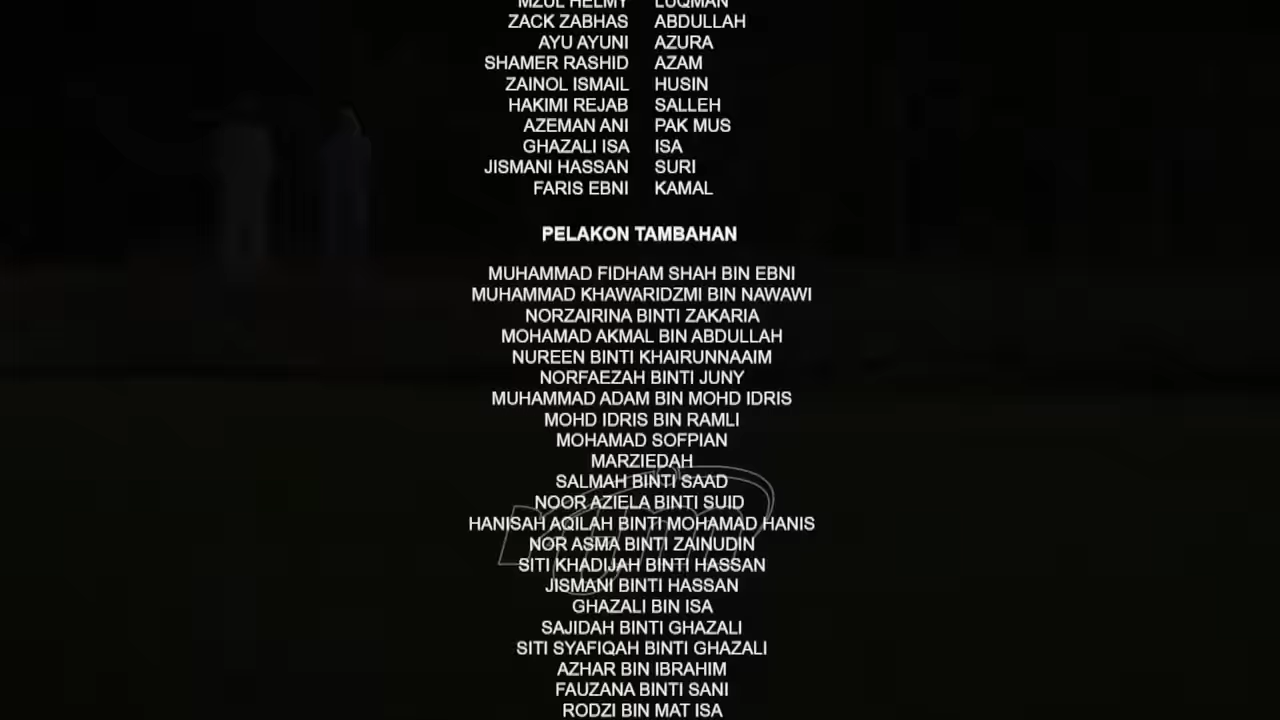 MZUL HELMY LUQMAN
ZACK ZABHAS ABDULLAH
AYU AYUNI AZURA
SHAMER RASHID AZAM
ZAINOL ISMAIL HUSIN
HAKIMI REJAB SALLEH
AZEMAN ANI PAK MUS
GHAZALI ISA ISA
JISMANI HASSAN SURI
FARIS EBNI KAMAL
PELAKON TAMBAHAN
MUHAMMAD FIDHAM SHAH BIN EBNI
MUHAMMAD KHAWARIDZMI BIN NAWAWI
NORZAIRINA BINTI ZAKARIA
MOHAMAD AKMAL BIN ABDULLAH
NUREEN BINTI KHAIRUNNAAIM
NORFAEZAH BINTI JUNY
MUHAMMAD ADAM BIN MOHD IDRIS
MOHD IDRIS BIN RAMLI
MOHAMAD SOFPIAN
MARZIEDAH
SALMAH BINTI SAAD
NOOR AZIELA BINTI SUID
HANISAH AQILAH BINTI MOHAMAD HANIS
NOR ASMA BINTI ZAINUDIN
SITI KHADIJAH BINTI HASSAN
JISMANI BINTI HASSAN
GHAZALI BIN ISA
SAJIDAH BINTI GHAZALI
SITI SYAFIQAH BINTI GHAZALI
AZHAR BIN IBRAHIM
FAUZANA BINTI SANI
RODZI BIN MAT ISA
rtm